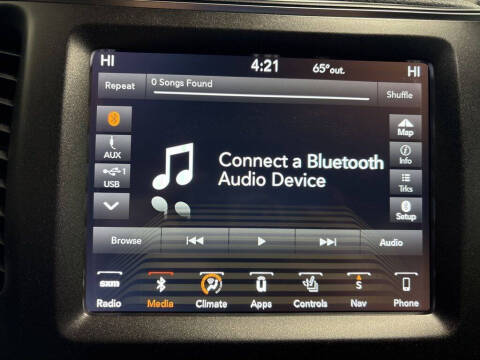 HI
4:21
65° out.
HI
Repeat
0 Songs Found
Shuffle
AUX
1
USB
Connect a Bluetooth
Audio Device
Map
Info
Trks
Setup
Browse
Audio
sxm
Radio
Media
Climate
Apps
Controls
S
Nav
Phone